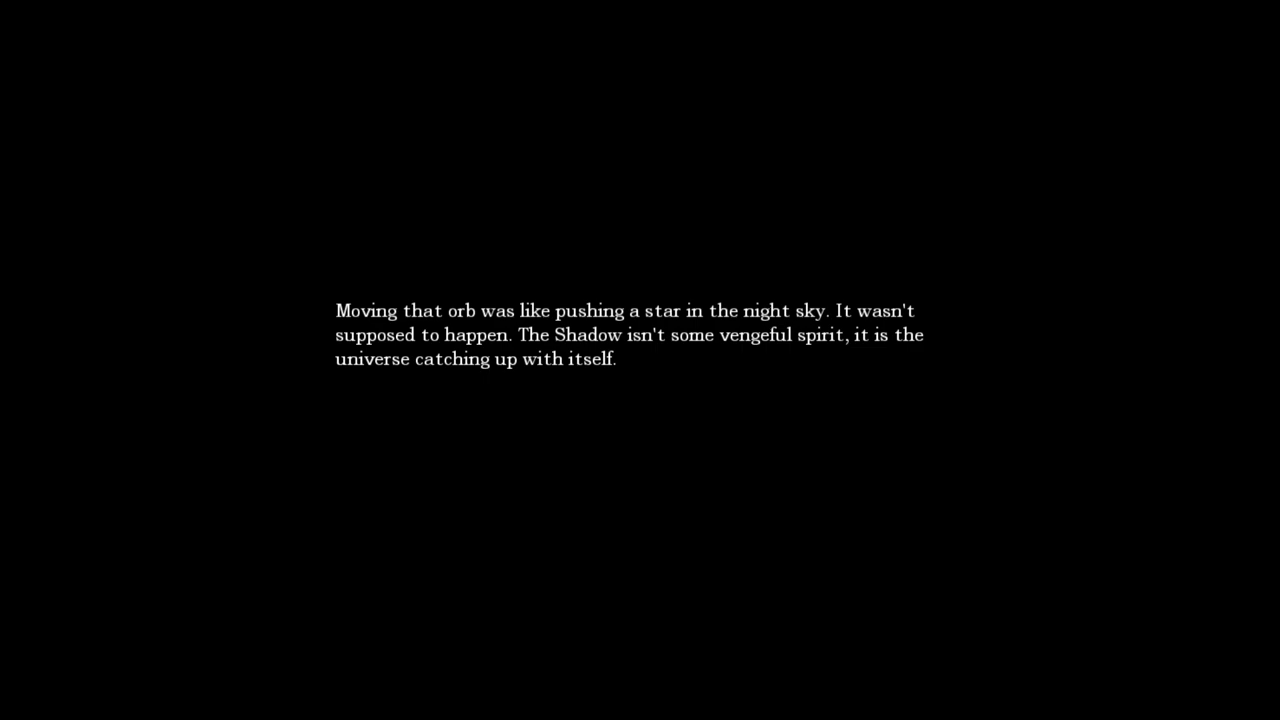 Moving that orb was like pushing a star in the night sky. It wasn't
supposed to happen. The Shadow isn't some vengeful spirit, it is the
universe catching up with itself.